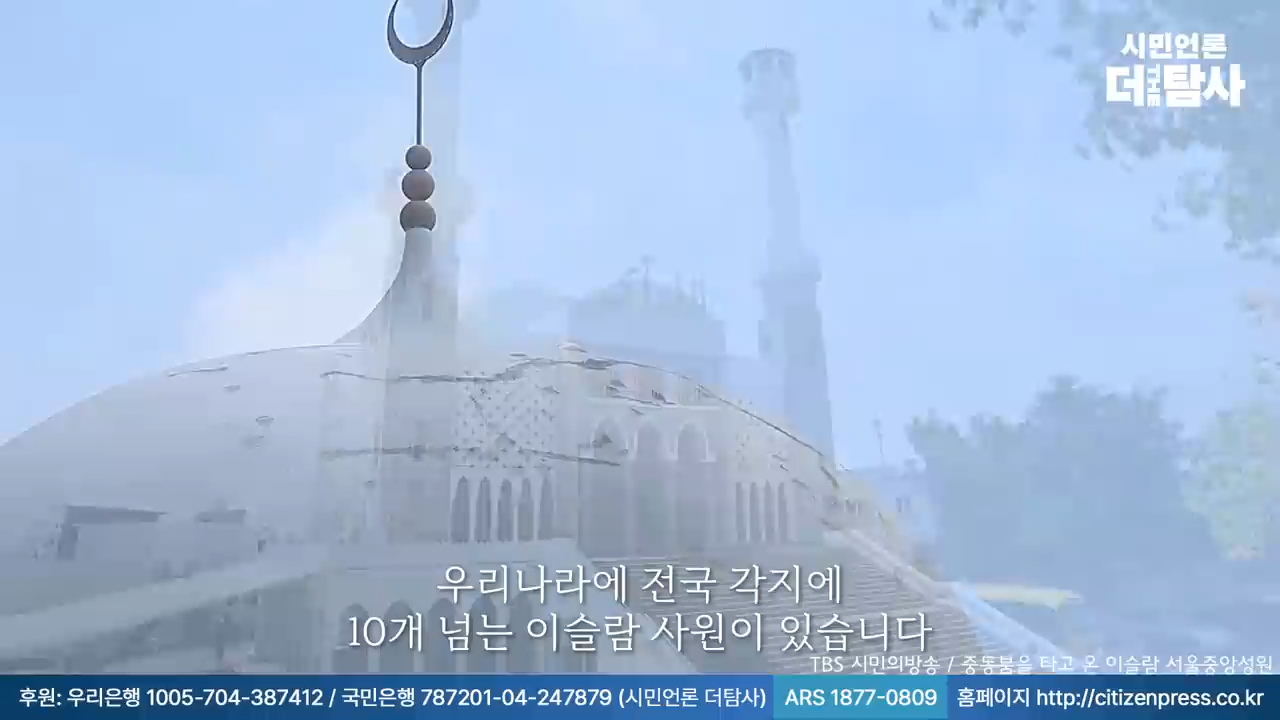 시민언론
더탐사
우리나라에 전국 각지에
10개 넘는 이슬람 사원이 있습니다
TBS 시민의방송 / 중동붐을 타고 온 이슬람 서울중앙성원
후원: 우리은행 1005-704-387412 / 국민은행 787201-04-247879 (시민언론 더탐사) ARS 1877-0809 홈페이지 http://citizenpress.co.kr